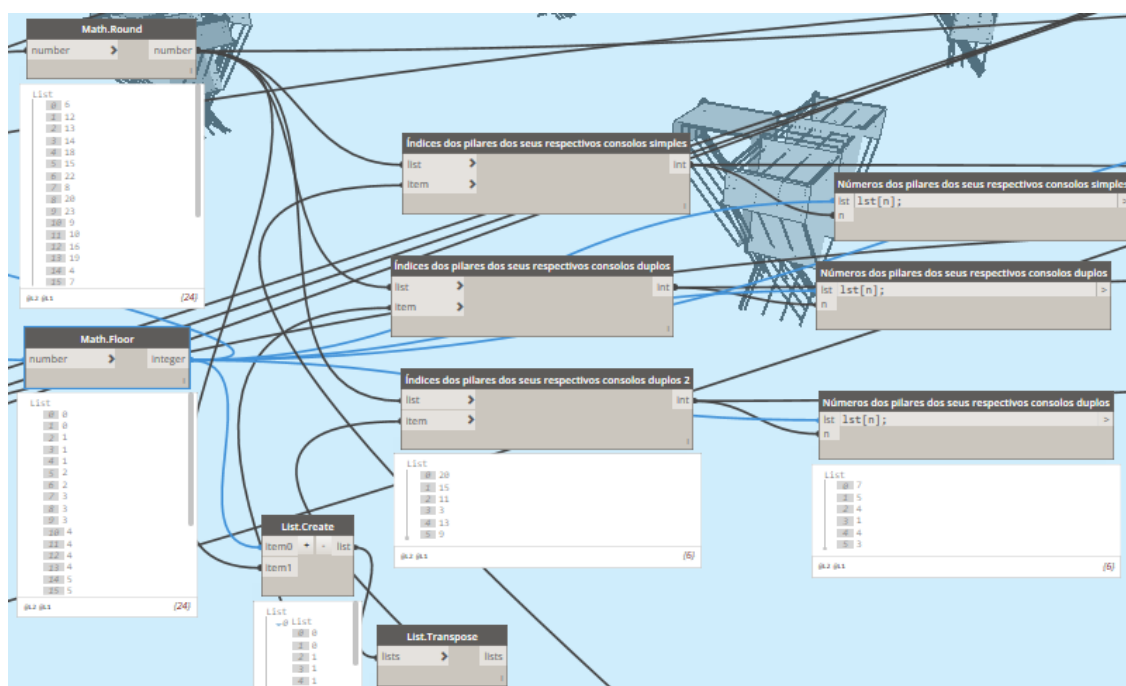 Math.Round
number > number
List
0 6
1 12
2 13
3 14
4 18
5 15
6 22
7 8
8 20
9 23
10 9
11 10
12 16
13 19
14 4
15 7
@L2 @L1 {24}
Math.Floor
number > integer
List
0 0
1 0
2 1
3 1
4 1
5 2
6 2
7 3
8 3
9 3
10 4
11 4
12 4
13 4
14 5
15 5
@L2 @L1 {24}
Índices dos pilares dos seus respectivos consolos simples
list > int
item >
Números dos pilares dos seus respectivos consolos simples
lst lst[n]; >
n
Índices dos pilares dos seus respectivos consolos duplos
list > int
item >
Números dos pilares dos seus respectivos consolos duplos
lst lst[n]; >
n
Índices dos pilares dos seus respectivos consolos duplos 2
list > int
item >
List
0 20
1 15
2 11
3 3
4 13
5 9
@L2 @L1 {6}
Números dos pilares dos seus respectivos consolos duplos
lst lst[n]; >
n
List
0 7
1 5
2 4
3 1
4 4
5 3
@L2 @L1 {6}
List.Create
item0 + - list
item1
List
0 List
0 0
1 0
2 1
3 1
4 1
List.Transpose
lists > lists